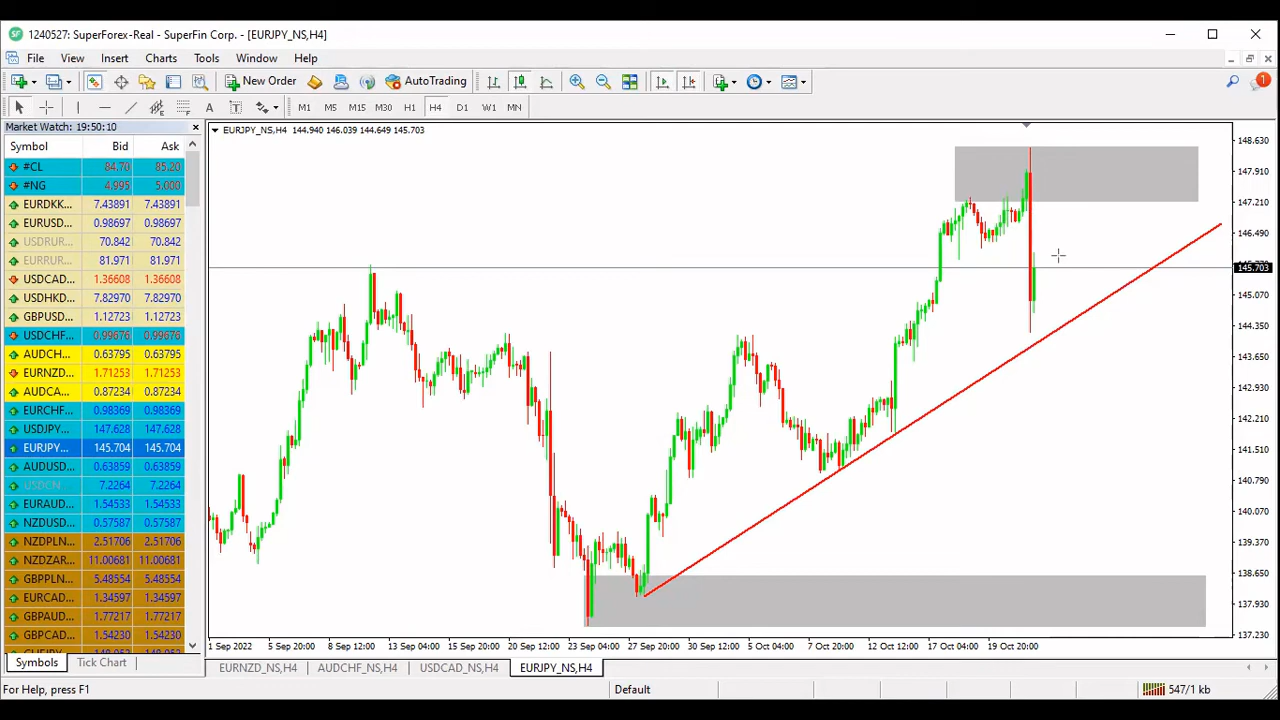 1240527: SuperForex-Real - SuperFin Corp. - [EURJPY_NS,H4]
File View Insert Charts Tools Window Help
1
New Order AutoTrading
A T M1 M5 M15 M30 H1 H4 D1 W1 MN
Market Watch: 19:50:10
Symbol Bid Ask
#CL 84.70 85.20
#NG 4.995 5.000
EURDKK... 7.43891 7.43891
EURUSD... 0.98697 0.98697
USDRUR... 70.842 70.842
EURRUR... 81.971 81.971
USDCAD... 1.36608 1.36608
USDHKD... 7.82970 7.82970
GBPUSD... 1.12723 1.12723
USDCHF... 0.99676 0.99676
AUDCH... 0.63795 0.63795
EURNZD... 1.71253 1.71253
AUDCA... 0.87234 0.87234
EURCHF... 0.98369 0.98369
USDJPY... 147.628 147.628
EURJPY... 145.704 145.704
AUDUSD... 0.63859 0.63859
USDCN... 7.2264 7.2264
EURAUD... 1.54533 1.54533
NZDUSD... 0.57587 0.57587
NZDPLN... 2.51706 2.51706
NZDZAR... 11.00681 11.00681
GBPPLN... 5.48554 5.48554
EURCAD... 1.34597 1.34597
GBPAUD... 1.77217 1.77217
GBPCAD... 1.54230 1.54230
Symbols Tick Chart
EURJPY_NS,H4 144.940 146.039 144.649 145.703
148.630
147.910
147.210
146.490
145.703
145.070
144.350
143.650
142.930
142.210
141.510
140.790
140.070
139.370
138.650
137.930
137.230
1 Sep 2022 5 Sep 20:00 8 Sep 12:00 13 Sep 04:00 15 Sep 20:00 20 Sep 12:00 23 Sep 04:00 27 Sep 20:00 30 Sep 12:00 5 Oct 04:00 7 Oct 20:00 12 Oct 12:00 17 Oct 04:00 19 Oct 20:00
EURNZD_NS,H4 AUDCHF_NS,H4 USDCAD_NS,H4 EURJPY_NS,H4
For Help, press F1 Default 547/1 kb